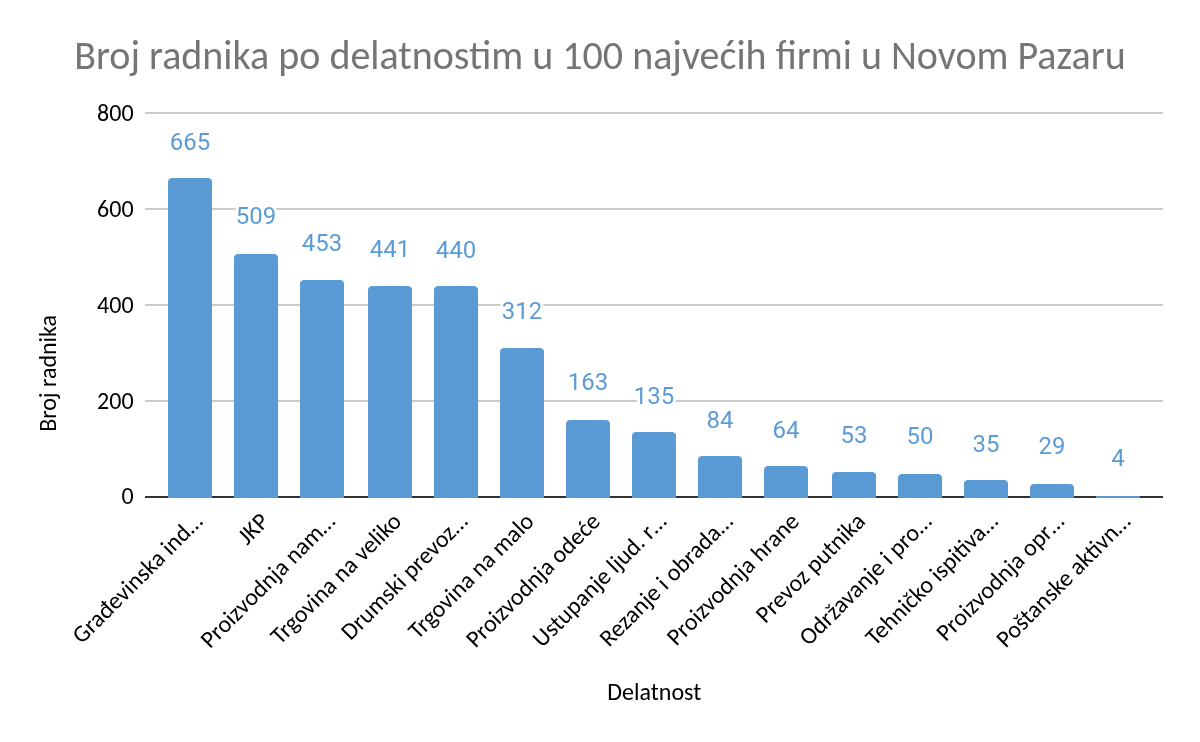 Broj radnika po delatnostim u 100 najvećih firmi u Novom Pazaru
Broj radnika
800
600
400
200
0
665
509
453
441
440
312
163
135
84
64
53
50
35
29
4
Građevinska ind...
JKP
Proizvodnja nam...
Trgovina na veliko
Drumski prevoz...
Trgovina na malo
Proizvodnja odeće
Ustupanje ljud. r...
Rezanje i obrada...
Proizvodnja hrane
Prevoz putnika
Održavanje i pro...
Tehničko ispitiva...
Proizvodnja opr...
Poštanske aktivn...
Delatnost